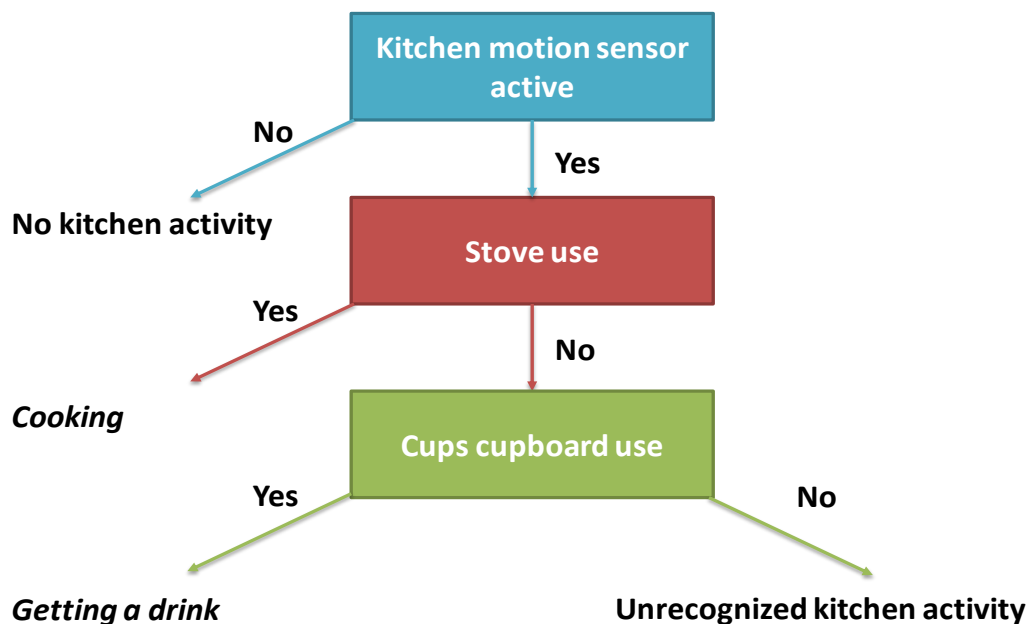 Kitchen motion sensor
active
No
Yes
No kitchen activity
Stove use
Yes
No
Cooking
Cups cupboard use
Yes
No
Getting a drink
Unrecognized kitchen activity